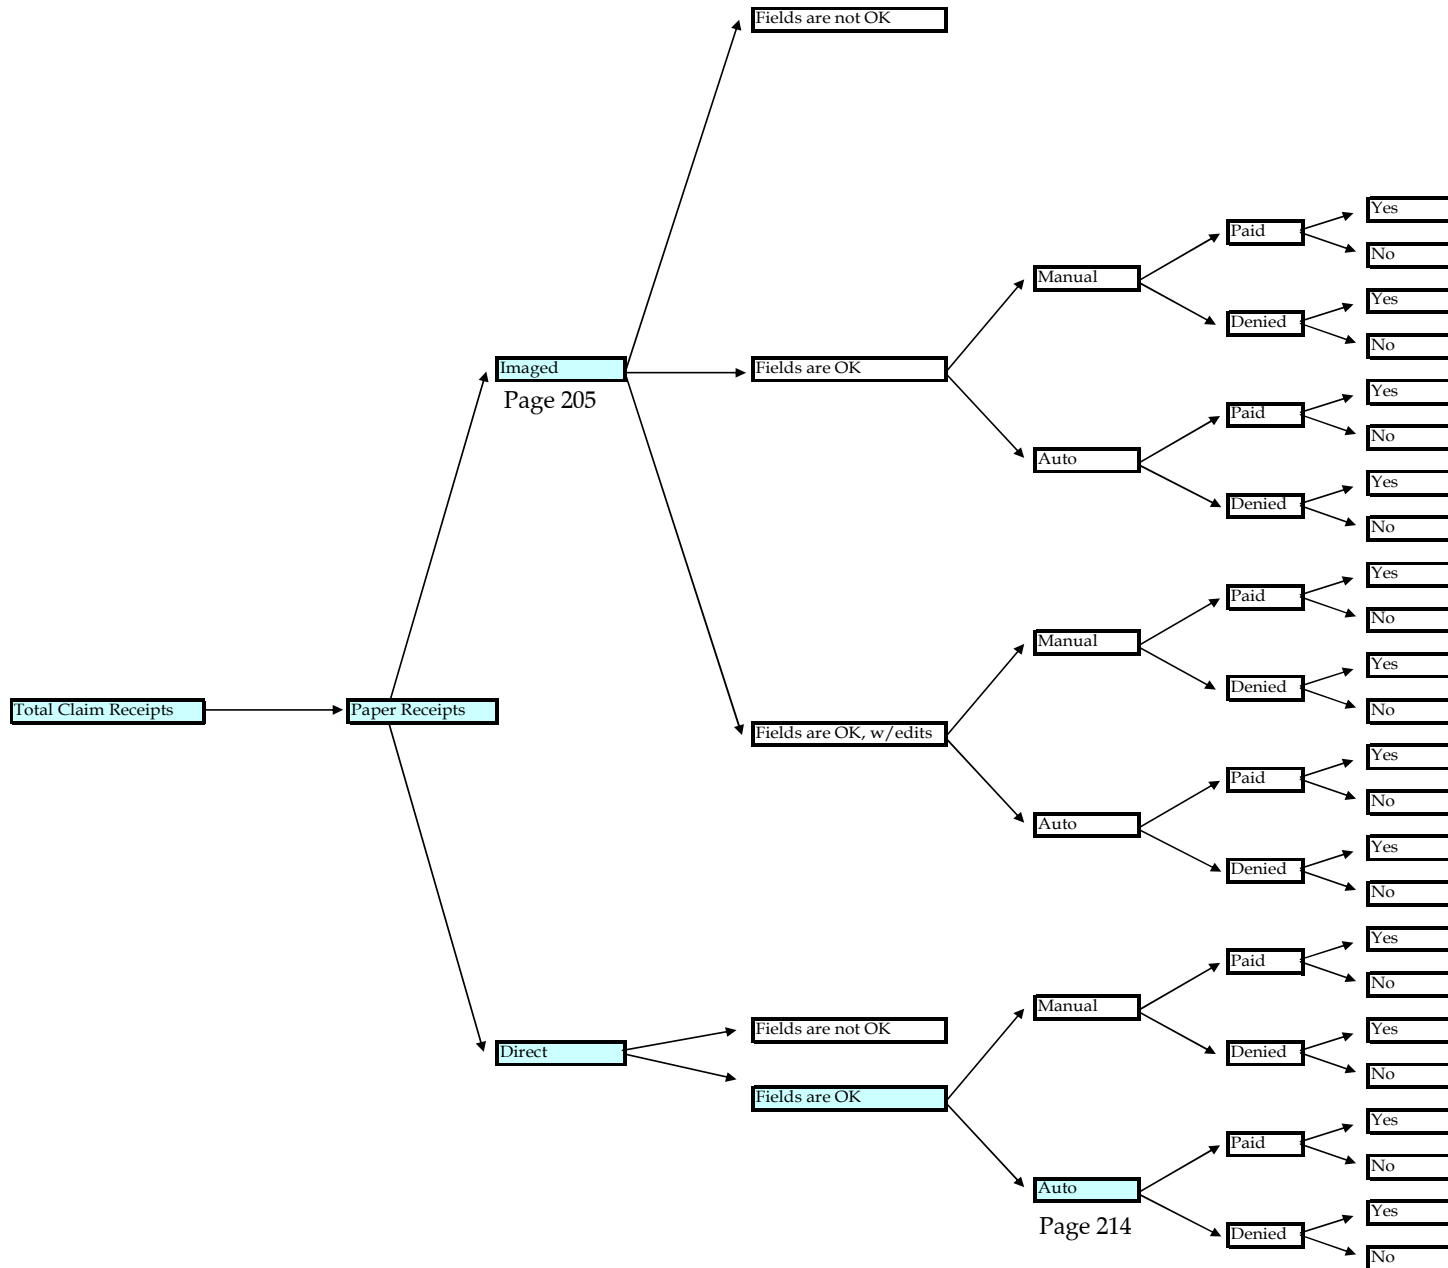 Fields are not OK
Yes
Paid
No
Manual
Yes
Denied
No
Imaged
Fields are OK
Page 205
Yes
Paid
No
Auto
Yes
Denied
No
Yes
Paid
No
Manual
Yes
Denied
No
Total Claim Receipts
Paper Receipts
Fields are OK, w/edits
Yes
Paid
No
Auto
Yes
Denied
No
Yes
Paid
No
Manual
Fields are not OK
Yes
Direct
Denied
No
Fields are OK
Yes
Paid
No
Auto
Page 214
Yes
Denied
No